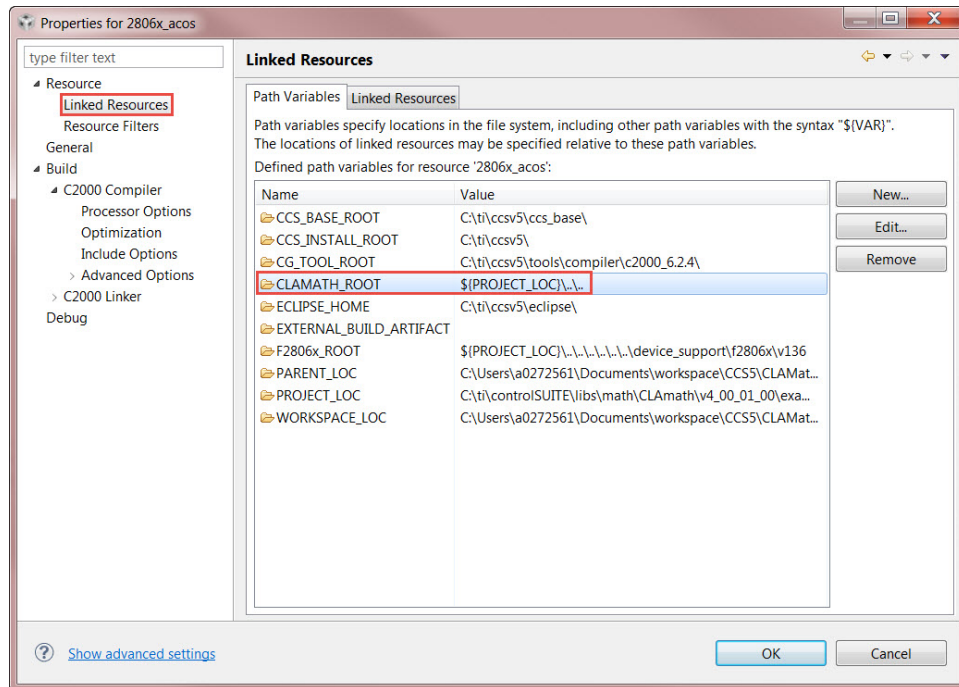 Properties for 2806x_acos
type filter text
Resource
Linked Resources
Resource Filters
General
Build
C2000 Compiler
Processor Options
Optimization
Include Options
Advanced Options
C2000 Linker
Debug
Linked Resources
Path Variables Linked Resources
Path variables specify locations in the file system, including other path variables with the syntax "${VAR}".
The locations of linked resources may be specified relative to these path variables.
Defined path variables for resource '2806x_acos':
Name Value
CCS_BASE_ROOT C:\ti\ccsv5\ccs_base\
CCS_INSTALL_ROOT C:\ti\ccsv5\
CG_TOOL_ROOT C:\ti\ccsv5\tools\compiler\c2000_6.2.4\
CLAMATH_ROOT ${PROJECT_LOC}\..\..
ECLIPSE_HOME C:\ti\ccsv5\eclipse\
EXTERNAL_BUILD_ARTIFACT
F2806x_ROOT ${PROJECT_LOC}\..\..\..\..\..\..\device_support\f2806x\v136
PARENT_LOC C:\Users\a0272561\Documents\workspace\CCS5\CLAMat...
PROJECT_LOC C:\ti\controlSUITE\libs\math\CLAmath\v4_00_01_00\exa...
WORKSPACE_LOC C:\Users\a0272561\Documents\workspace\CCS5\CLAMat...
New...
Edit...
Remove
Show advanced settings
OK
Cancel